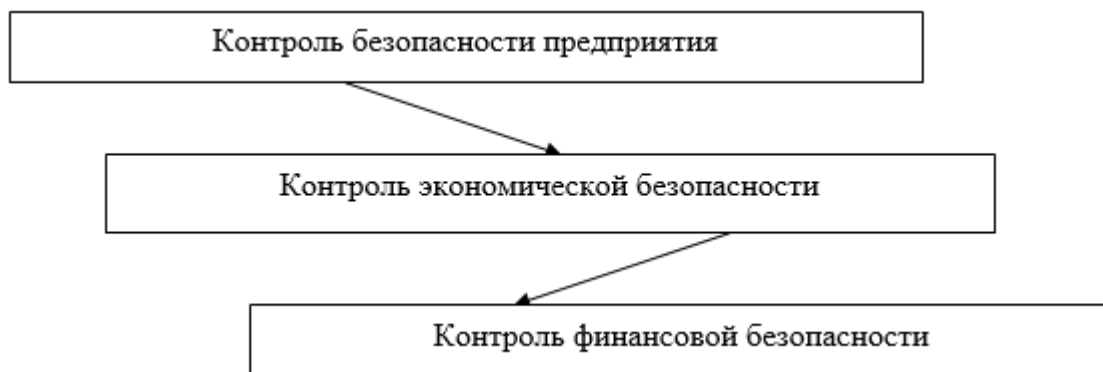 Контроль безопасности предприятия
Контроль экономической безопасности
Контроль финансовой безопасности